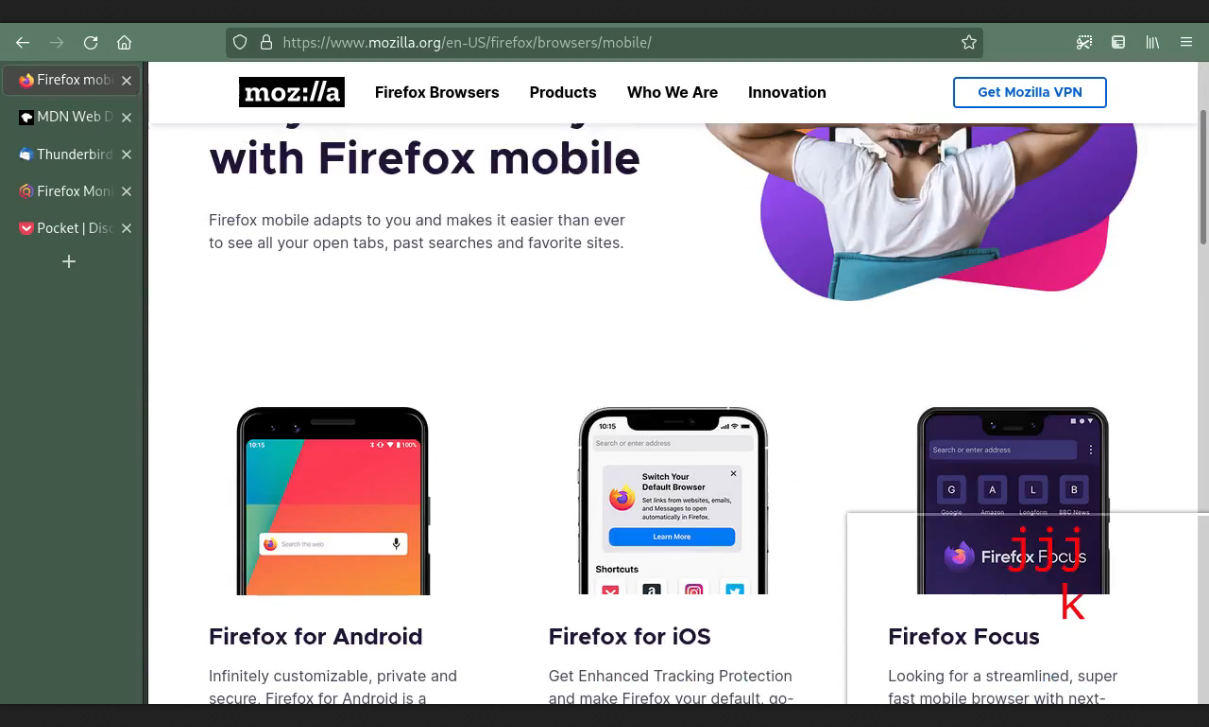 https://www.mozilla.org/en-US/firefox/browsers/mobile/
Firefox mobi
MDN Web D
Thunderbird
Firefox Moni
Pocket | Disc
+
moz://a
Firefox Browsers
Products
Who We Are
Innovation
Get Mozilla VPN
with Firefox mobile
Firefox mobile adapts to you and makes it easier than ever
to see all your open tabs, past searches and favorite sites.
10:15
100%
Search the web
10:15
Search or enter address
Switch Your
Default Browser
Set links from websites, emails,
and Messages to open
automatically in Firefox.
Learn More
Shortcuts
a
Search or enter address
G A L B
Google Amazon Longform BBC News
Firefox Focus
jjj
k
Firefox for Android
Infinitely customizable, private and
secure. Firefox for Android is a
Firefox for iOS
Get Enhanced Tracking Protection
and make Firefox your default, go-
Firefox Focus
Looking for a streamlined, super
fast mobile browser with next-